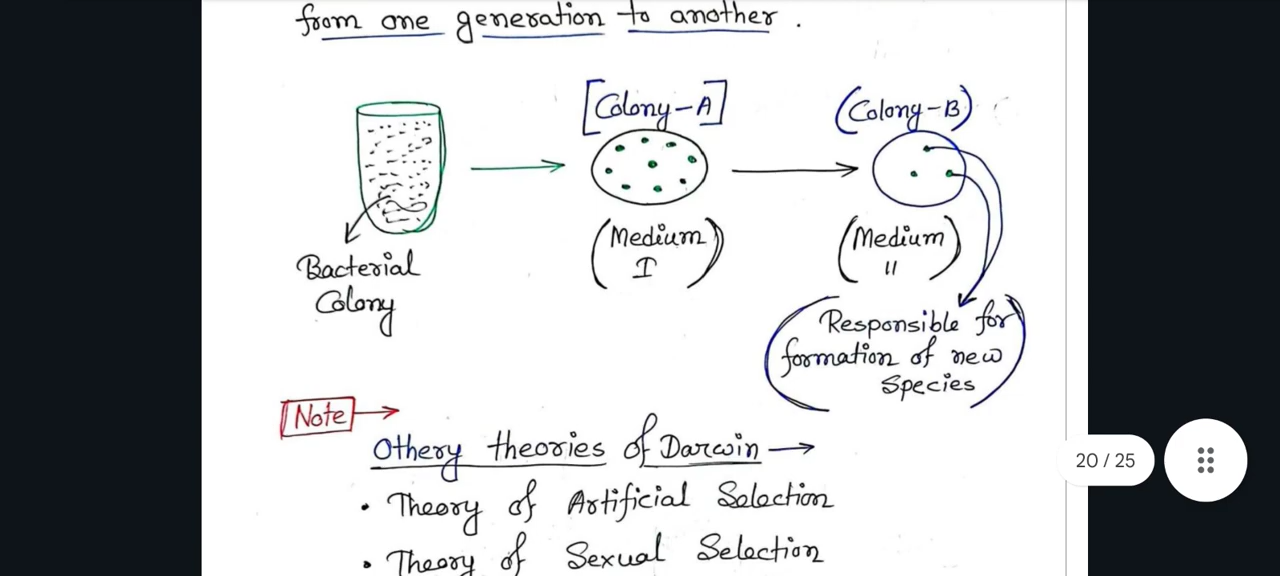 from one generation to another .
[Colony-A]
(Colony-B)
(Medium
I)
(Medium
II)
Bacterial
Colony
(Responsible for
formation of new
Species)
Note
Othery theories of Darwin
• Theory of Artificial Selection
• Theory of Sexual Selection
20 / 25